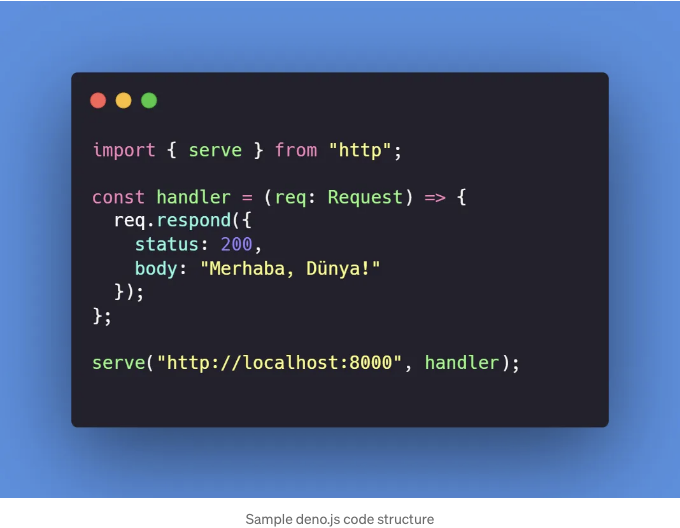 import { serve } from "http";
const handler = (req: Request) => {
  req.respond({
    status: 200,
    body: "Merhaba, Dünya!"
  });
};
serve("http://localhost:8000", handler);
Sample deno.js code structure